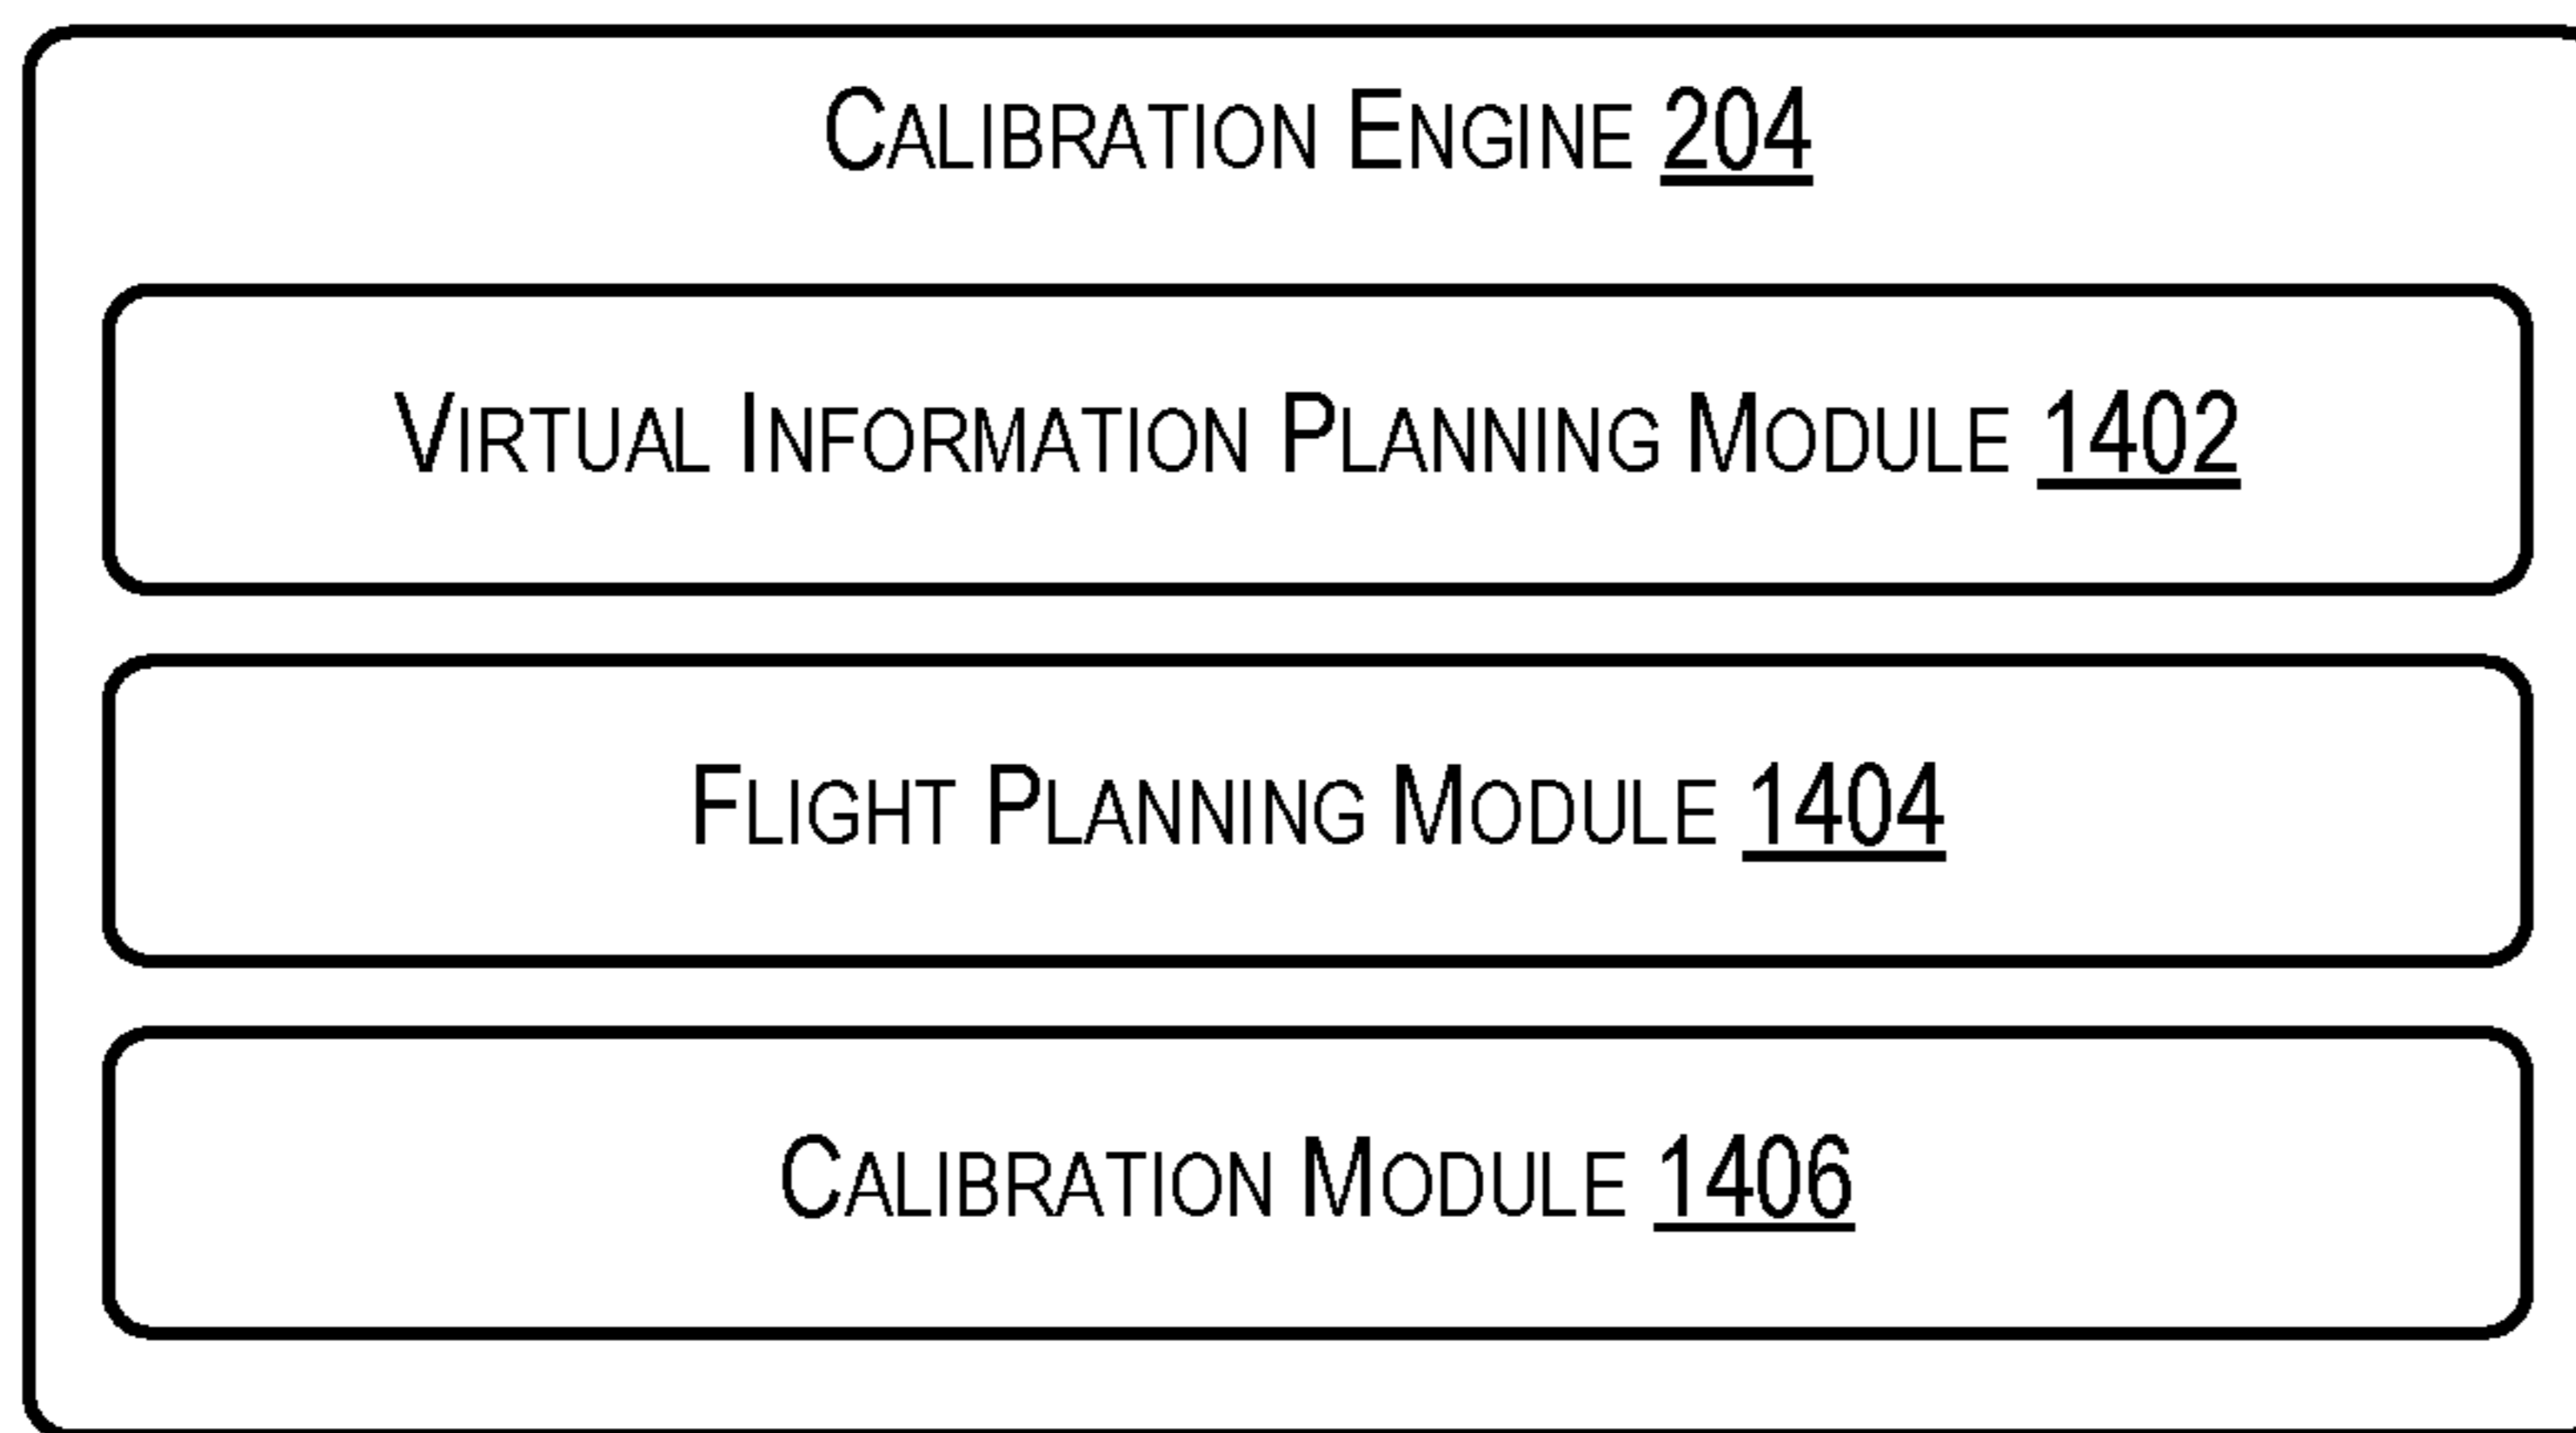 CALIBRATION ENGINE 204
VIRTUAL INFORMATION PLANNING MODULE 1402
FLIGHT PLANNING MODULE 1404
CALIBRATION MODULE 1406